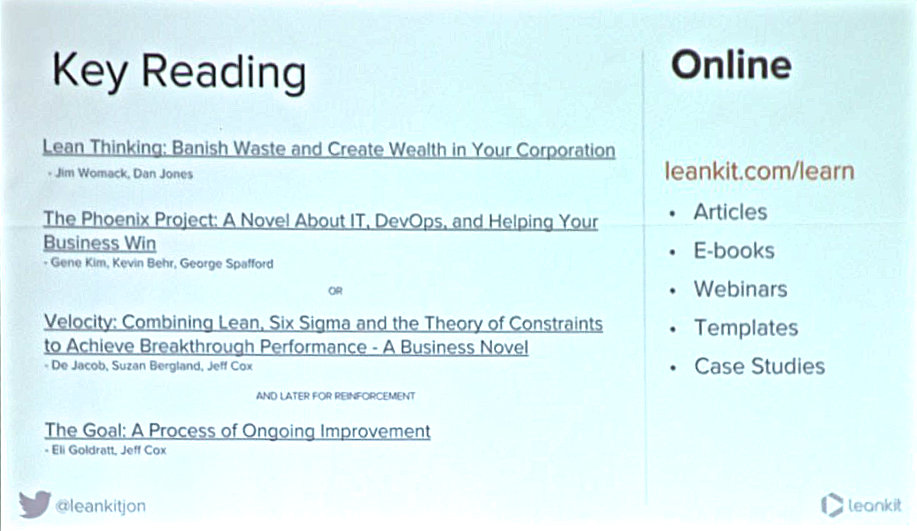 Key Reading
Lean Thinking: Banish Waste and Create Wealth in Your Corporation
- Jim Womack, Dan Jones
The Phoenix Project: A Novel About IT, DevOps, and Helping Your
Business Win
- Gene Kim, Kevin Behr, George Spafford
OR
Velocity: Combining Lean, Six Sigma and the Theory of Constraints
to Achieve Breakthrough Performance - A Business Novel
- De Jacob, Suzan Bergland, Jeff Cox
AND LATER FOR REINFORCEMENT
The Goal: A Process of Ongoing Improvement
- Eli Goldratt, Jeff Cox
@leankitjon
Online
leankit.com/learn
• Articles
• E-books
• Webinars
• Templates
• Case Studies
leankit